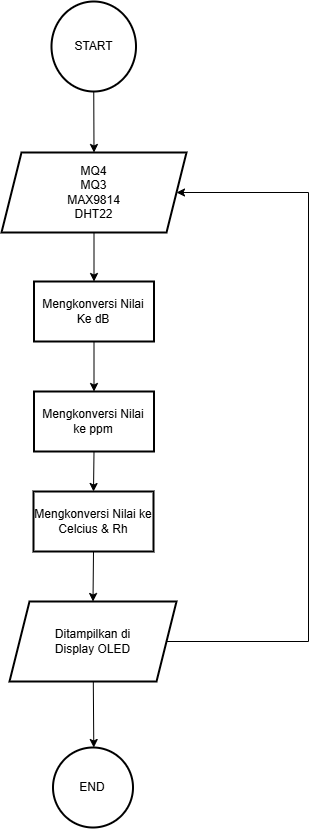 START
MQ4
MQ3
MAX9814
DHT22
Mengkonversi Nilai
Ke dB
Mengkonversi Nilai
ke ppm
Mengkonversi Nilai ke
Celcius & Rh
Ditampilkan di
Display OLED
END